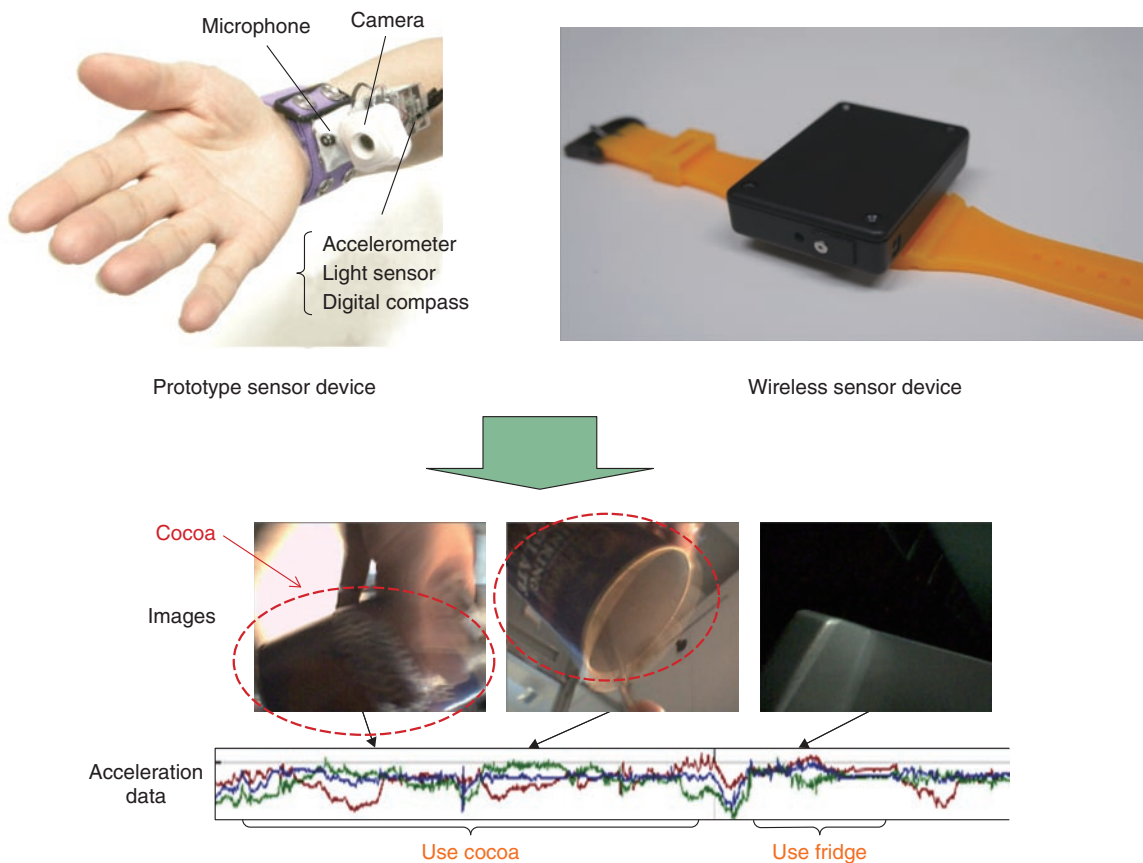 Microphone
Camera
Accelerometer
Light sensor
Digital compass
Prototype sensor device
Wireless sensor device
Cocoa
Images
Acceleration
data
Use cocoa
Use fridge